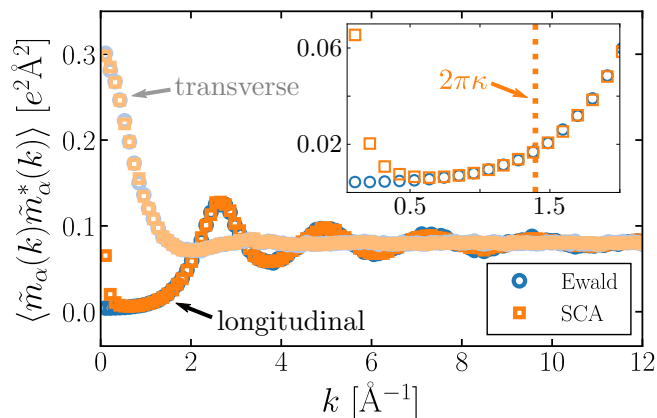 ⟨m̃α(k)m̃*α(k)⟩ [e²Å²]
0.3
0.2
0.1
0.0
transverse
longitudinal
0.06
0.02
2πκ
0.5
1.5
Ewald
SCA
0
2
4
6
8
10
12
k [Å⁻¹]